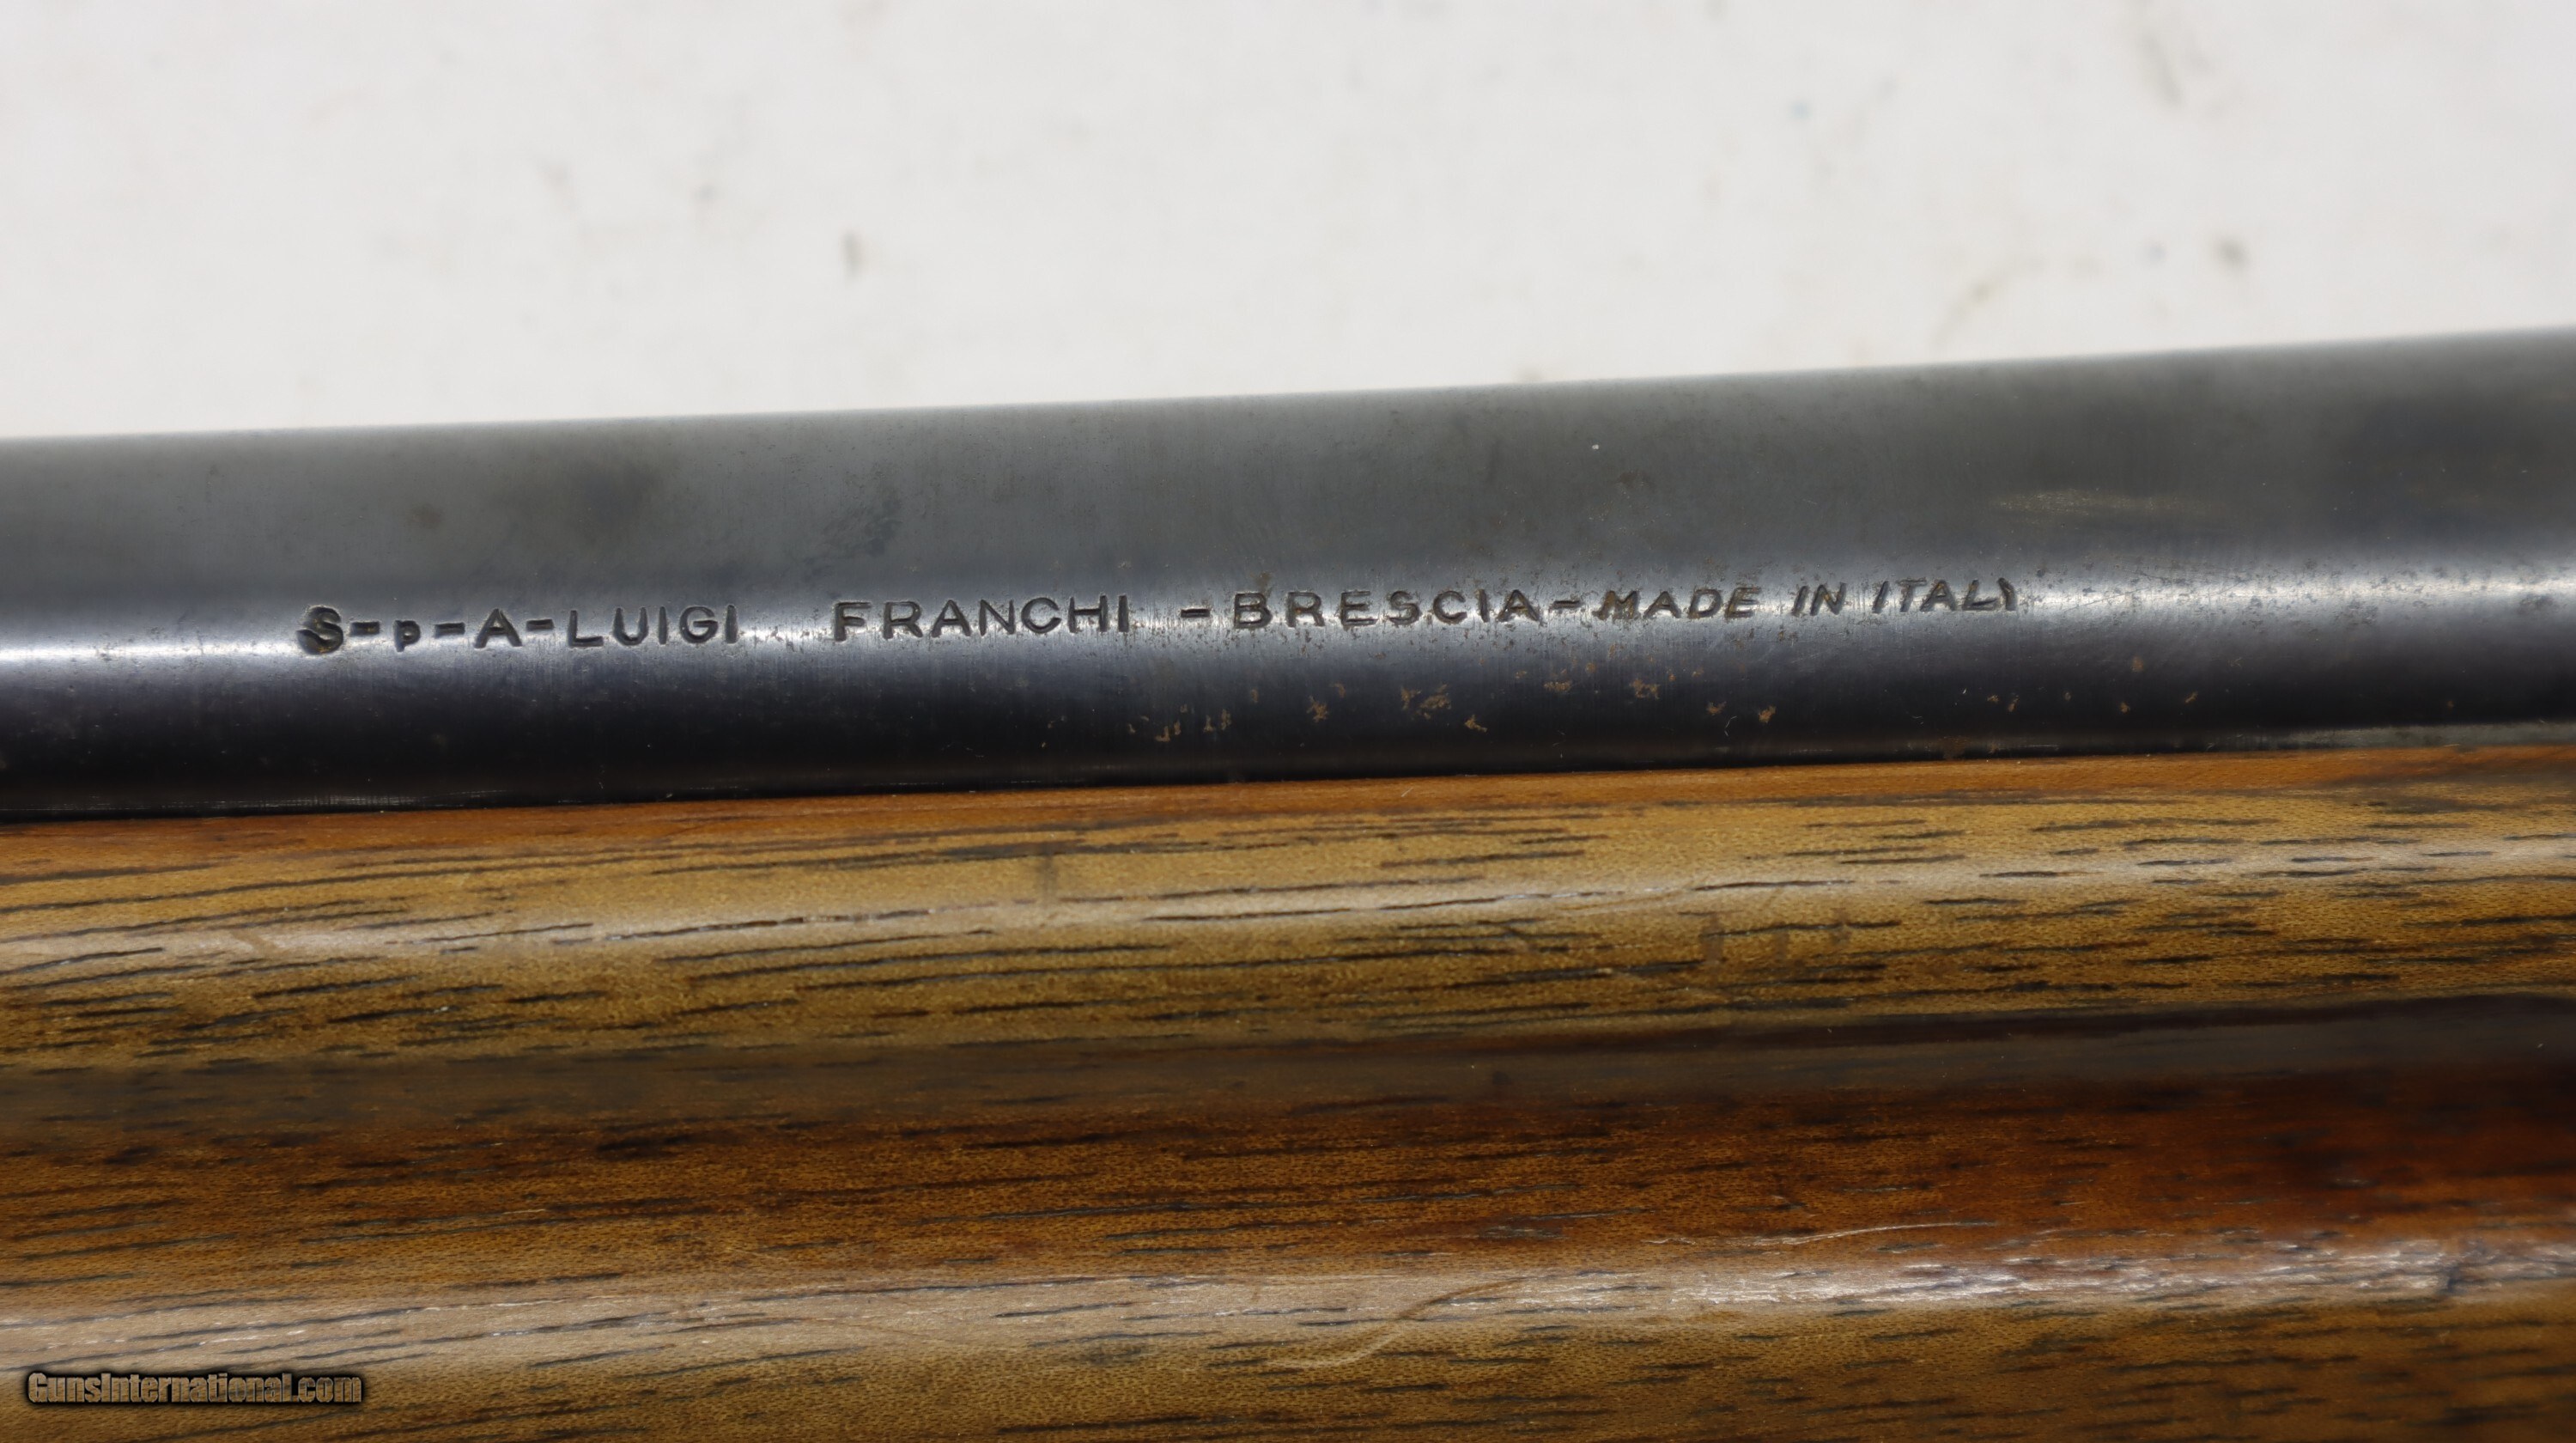 S-p-A-LUIGI FRANCHI -BRESCIA-MADE IN ITALY
GunsInternational.com